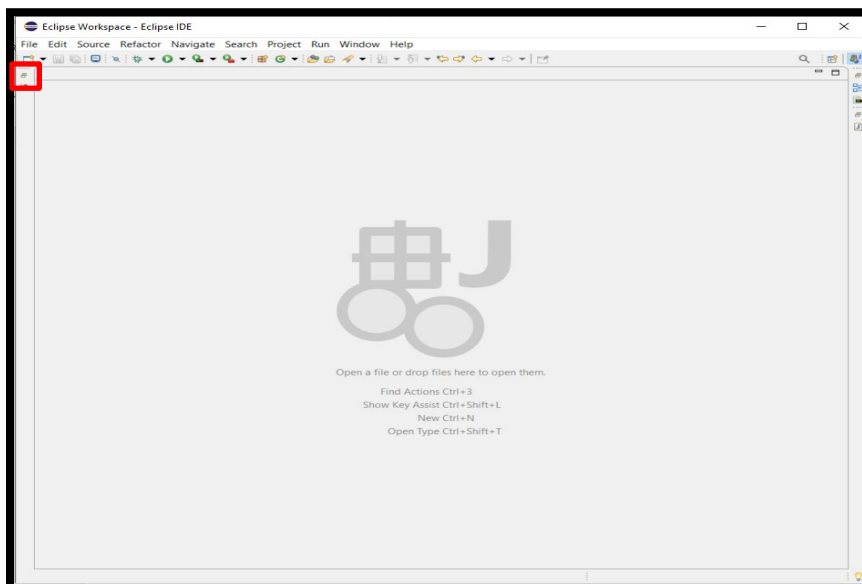 Eclipse Workspace - Eclipse IDE
File Edit Source Refactor Navigate Search Project Run Window Help
Open a file or drop files here to open them.
Find Actions Ctrl+3
Show Key Assist Ctrl+Shift+L
New Ctrl+N
Open Type Ctrl+Shift+T